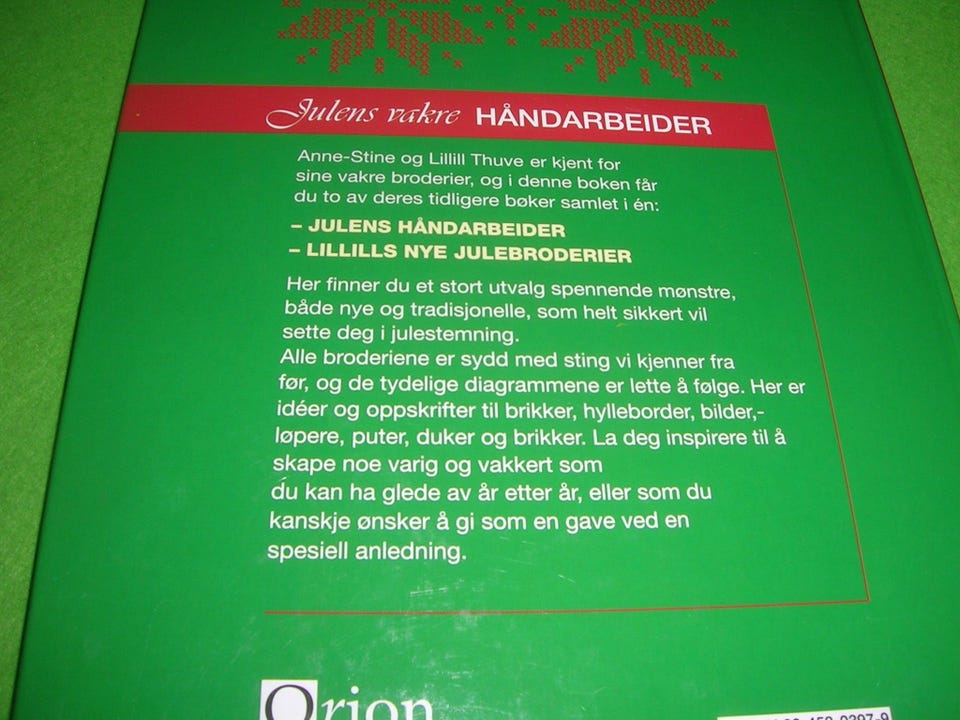 Julens vakre HÅNDARBEIDER
Anne-Stine og Lillill Thuve er kjent for
sine vakre broderier, og i denne boken får
du to av deres tidligere bøker samlet i én:
– JULENS HÅNDARBEIDER
– LILLILLS NYE JULEBRODERIER
Her finner du et stort utvalg spennende mønstre,
både nye og tradisjonelle, som helt sikkert vil
sette deg i julestemning.
Alle broderiene er sydd med sting vi kjenner fra
før, og de tydelige diagrammene er lette å følge. Her er
idéer og oppskrifter til brikker, hylleborder, bilder,-
løpere, puter, duker og brikker. La deg inspirere til å
skape noe varig og vakkert som
du kan ha glede av år etter år, eller som du
kanskje ønsker å gi som en gave ved en
spesiell anledning.
Orion